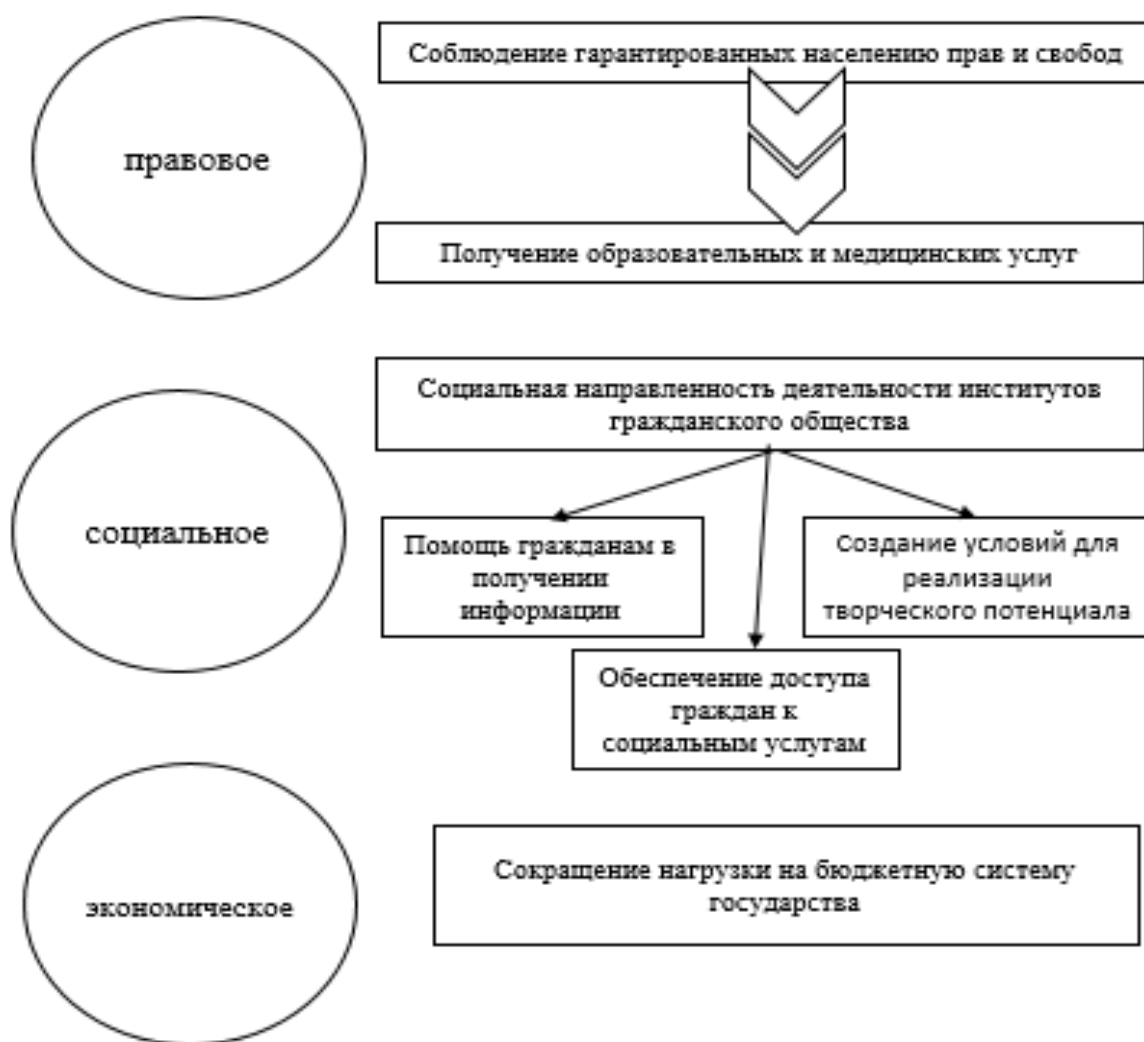 правовое
Соблюдение гарантированных населению прав и свобод
Получение образовательных и медицинских услуг
социальное
Социальная направленность деятельности институтов
гражданского общества
Помощь гражданам в
получении
информации
Создание условий для
реализации
творческого потенциала
Обеспечение доступа
граждан к
социальным услугам
экономическое
Сокращение нагрузки на бюджетную систему
государства